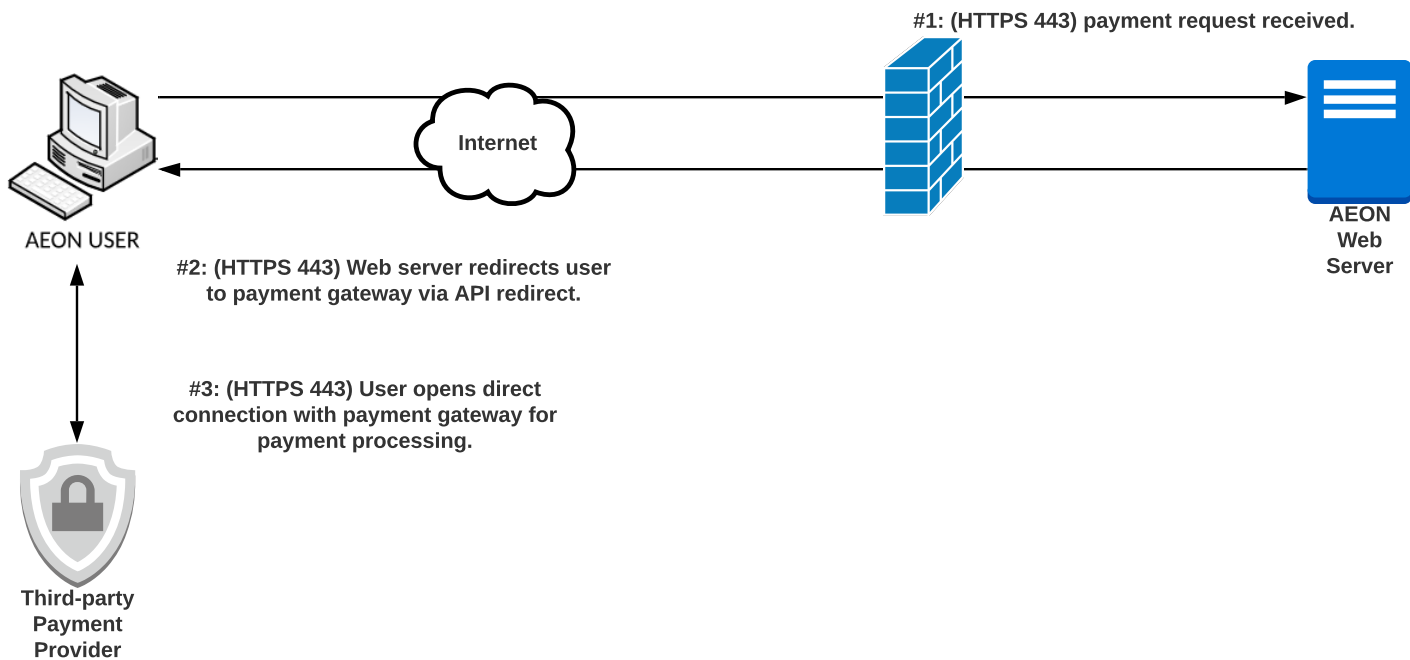 #1: (HTTPS 443) payment request received.
Internet
AEON USER
AEON
Web
Server
#2: (HTTPS 443) Web server redirects user
to payment gateway via API redirect.
#3: (HTTPS 443) User opens direct
connection with payment gateway for
payment processing.
Third-party
Payment
Provider